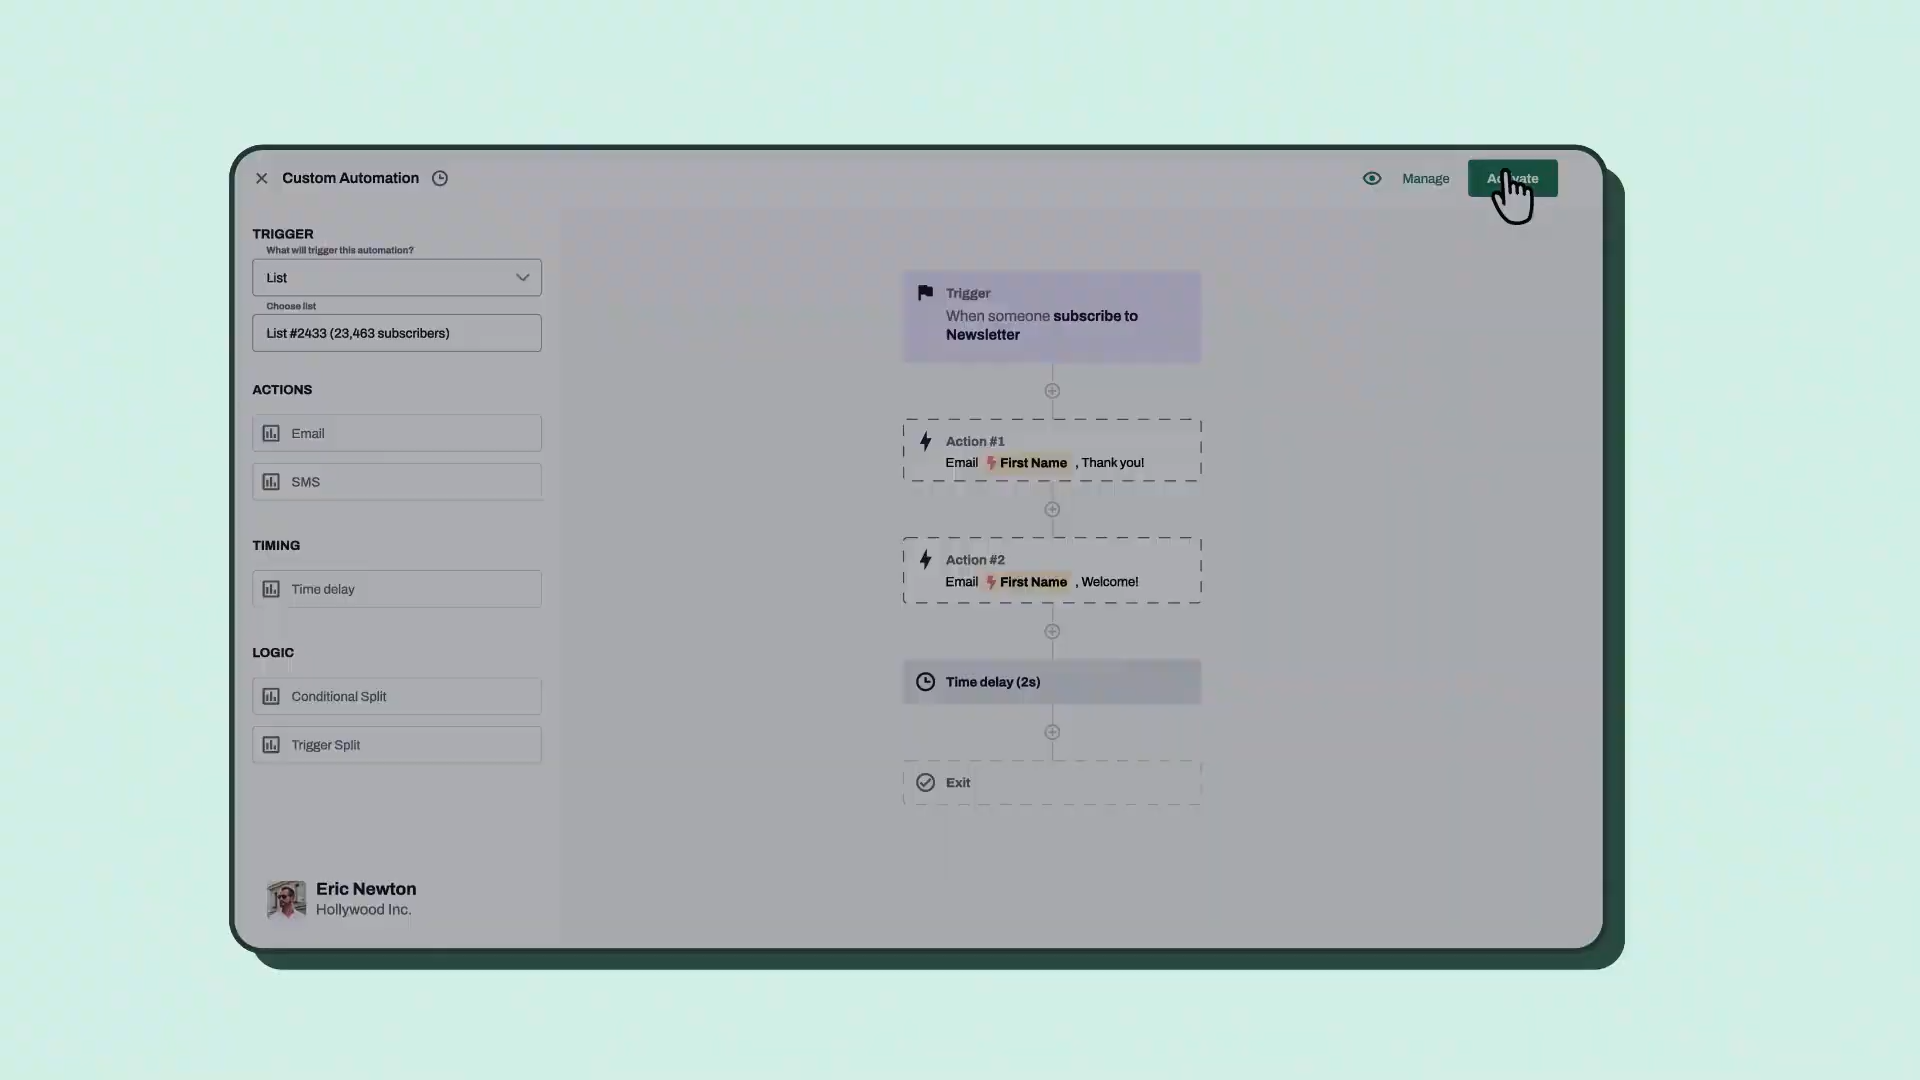 Custom Automation
Manage
Activate
TRIGGER
What will trigger this automation?
List
Choose list
List #2433 (23,463 subscribers)
ACTIONS
Email
SMS
TIMING
Time delay
LOGIC
Conditional Split
Trigger Split
Eric Newton
Hollywood Inc.
Trigger
When someone subscribe to
Newsletter
Action #1
Email First Name , Thank you!
Action #2
Email First Name , Welcome!
Time delay (2s)
Exit